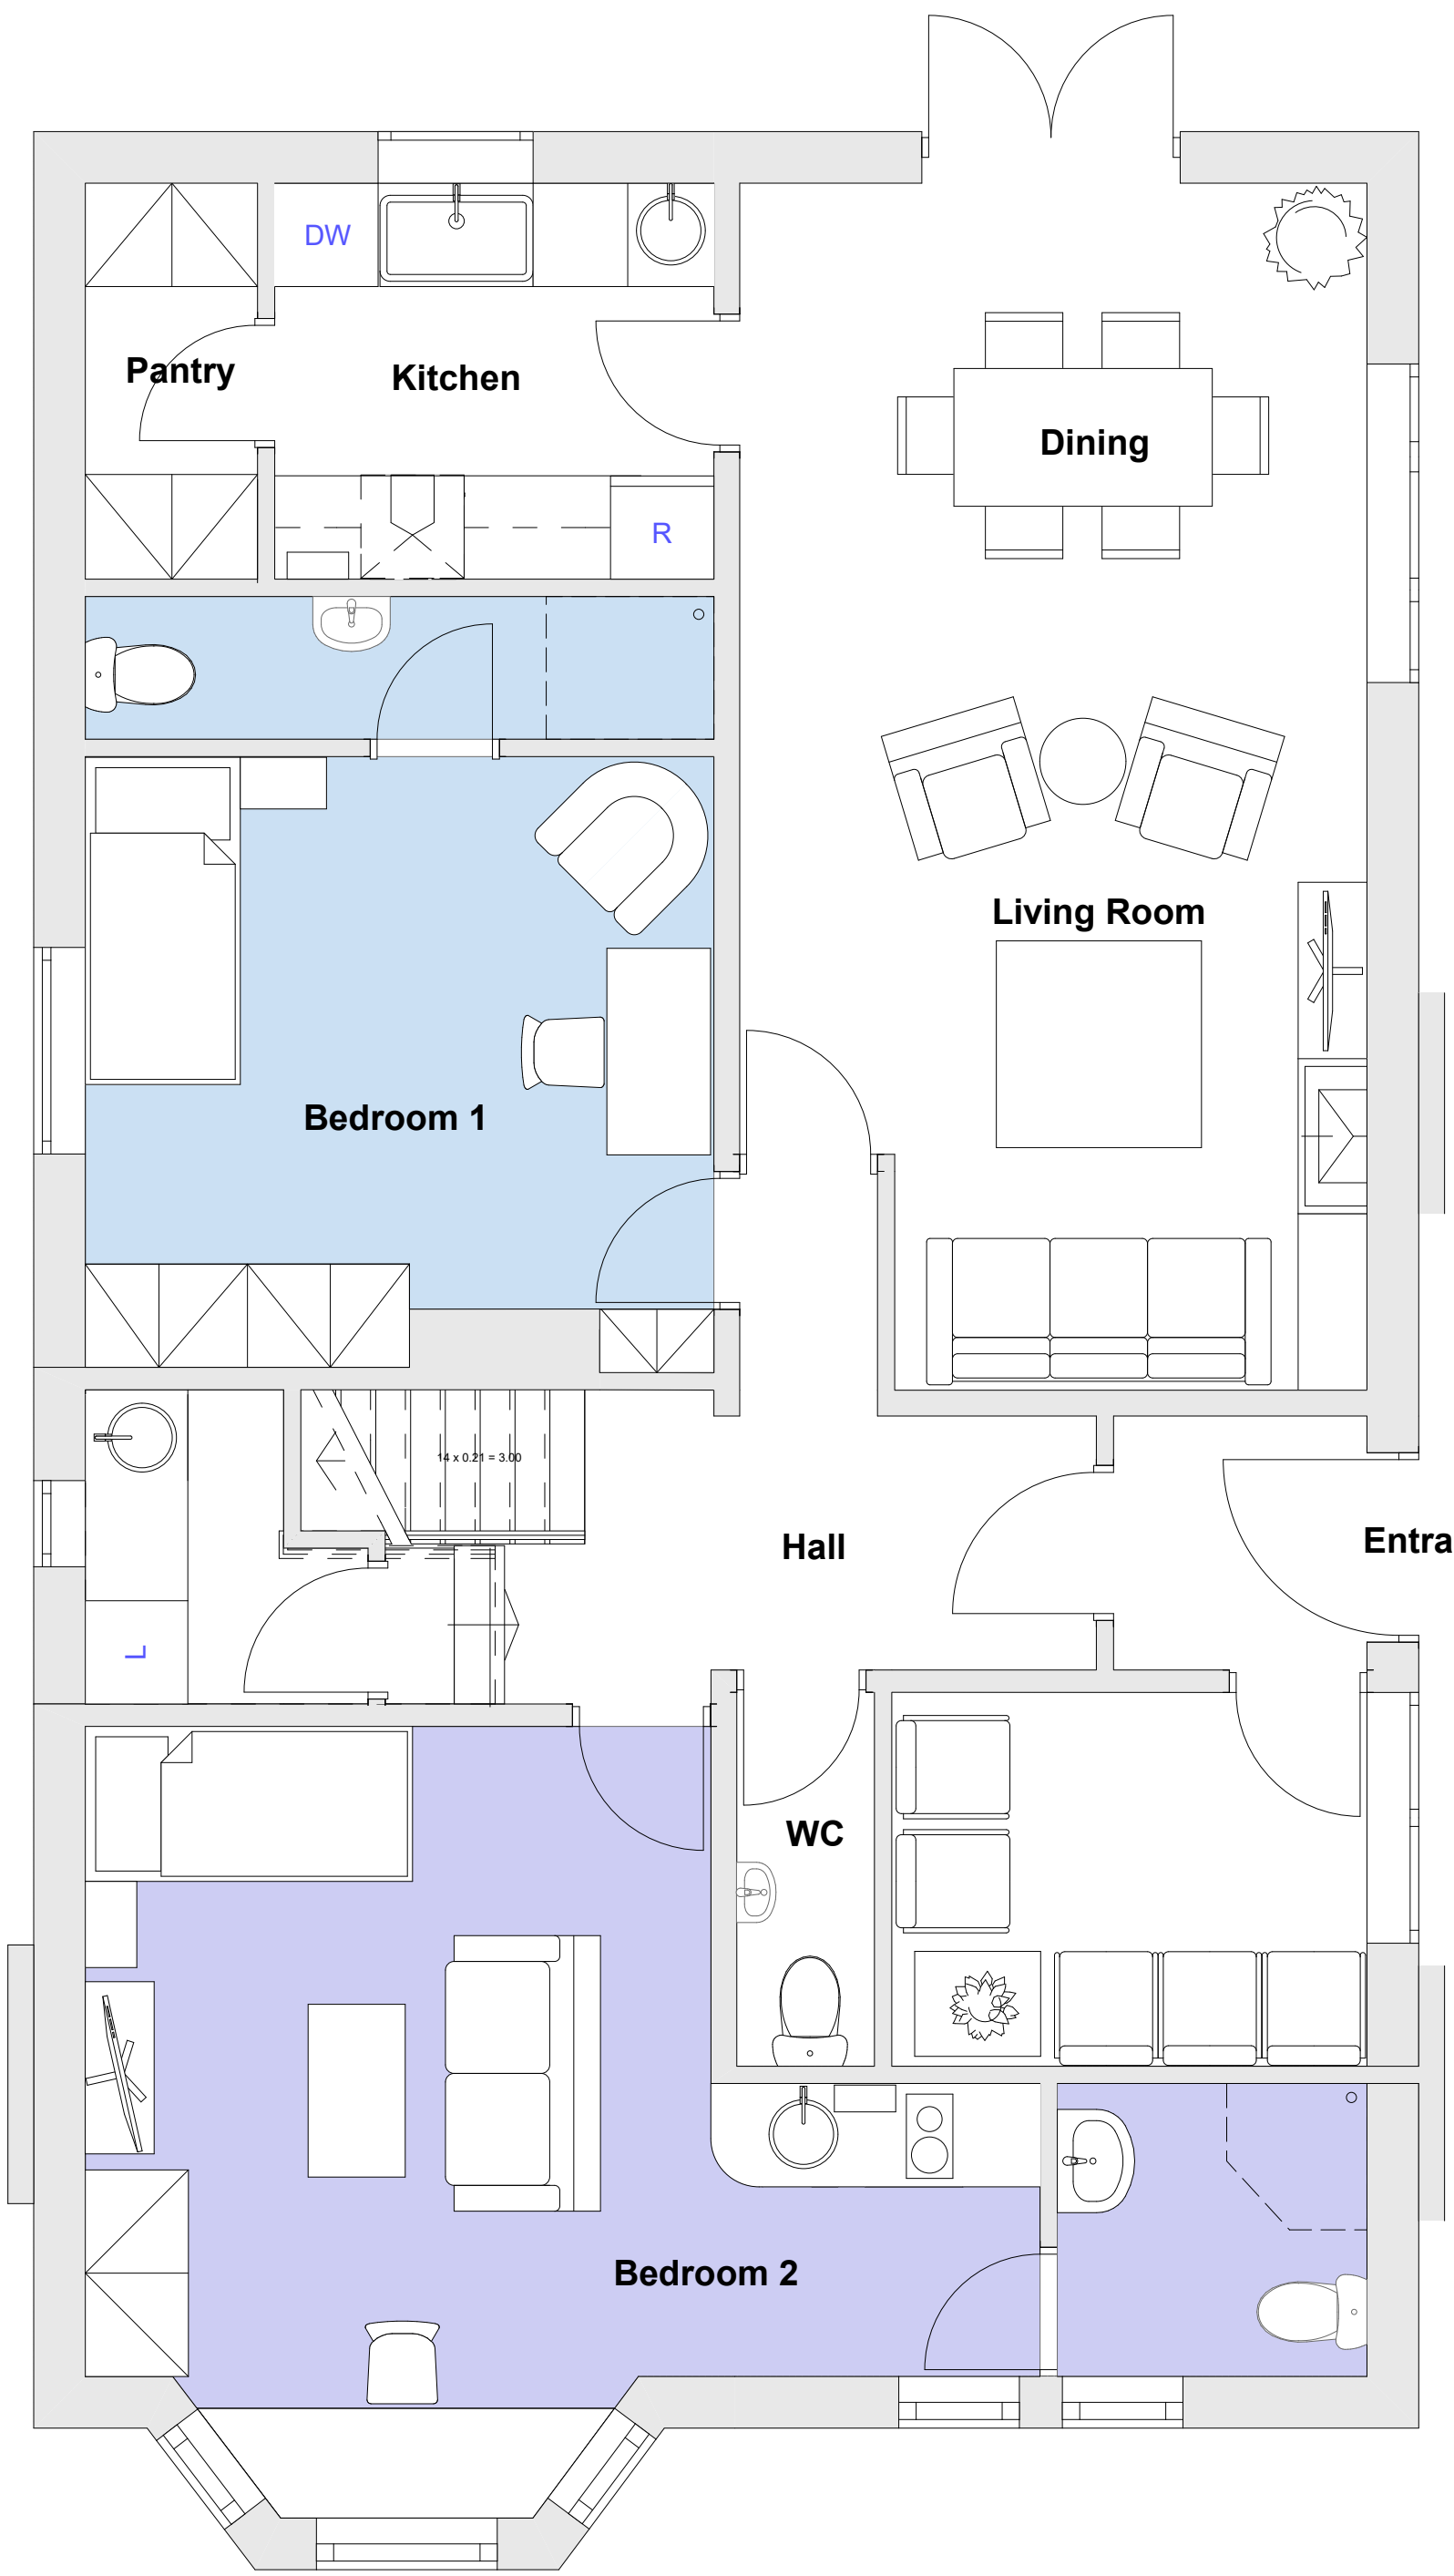 DW
Pantry
Kitchen
Dining
R
Living Room
Bedroom 1
14 x 0.21 = 3.00
Hall
Entra
L
WC
Bedroom 2